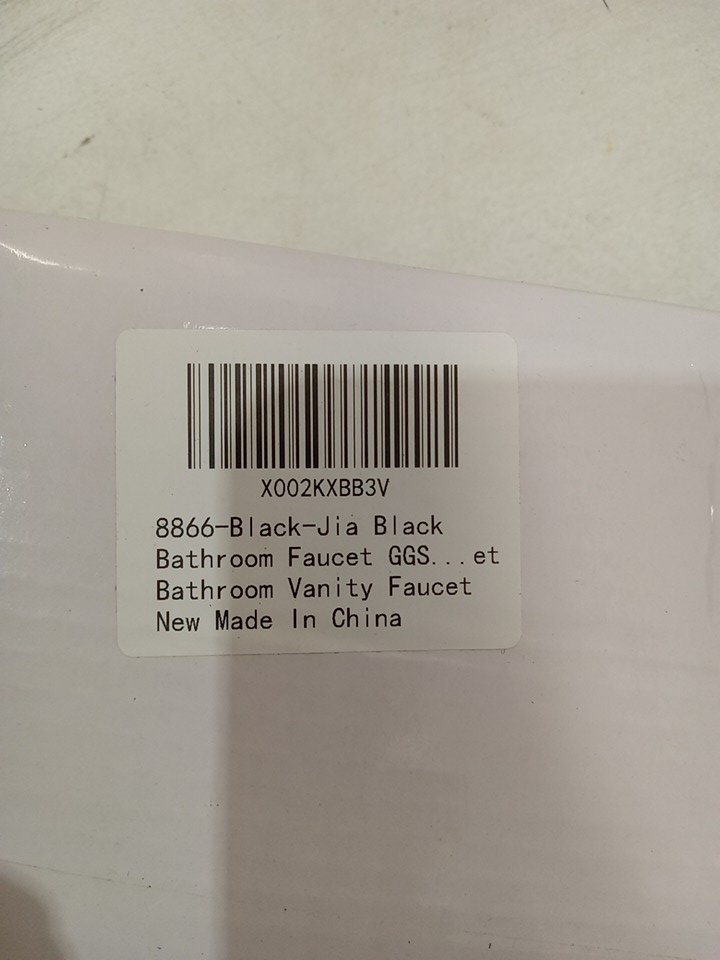 X002KXBB3V
8866-Black-Jia Black
Bathroom Faucet GGS...et
Bathroom Vanity Faucet
New Made In China